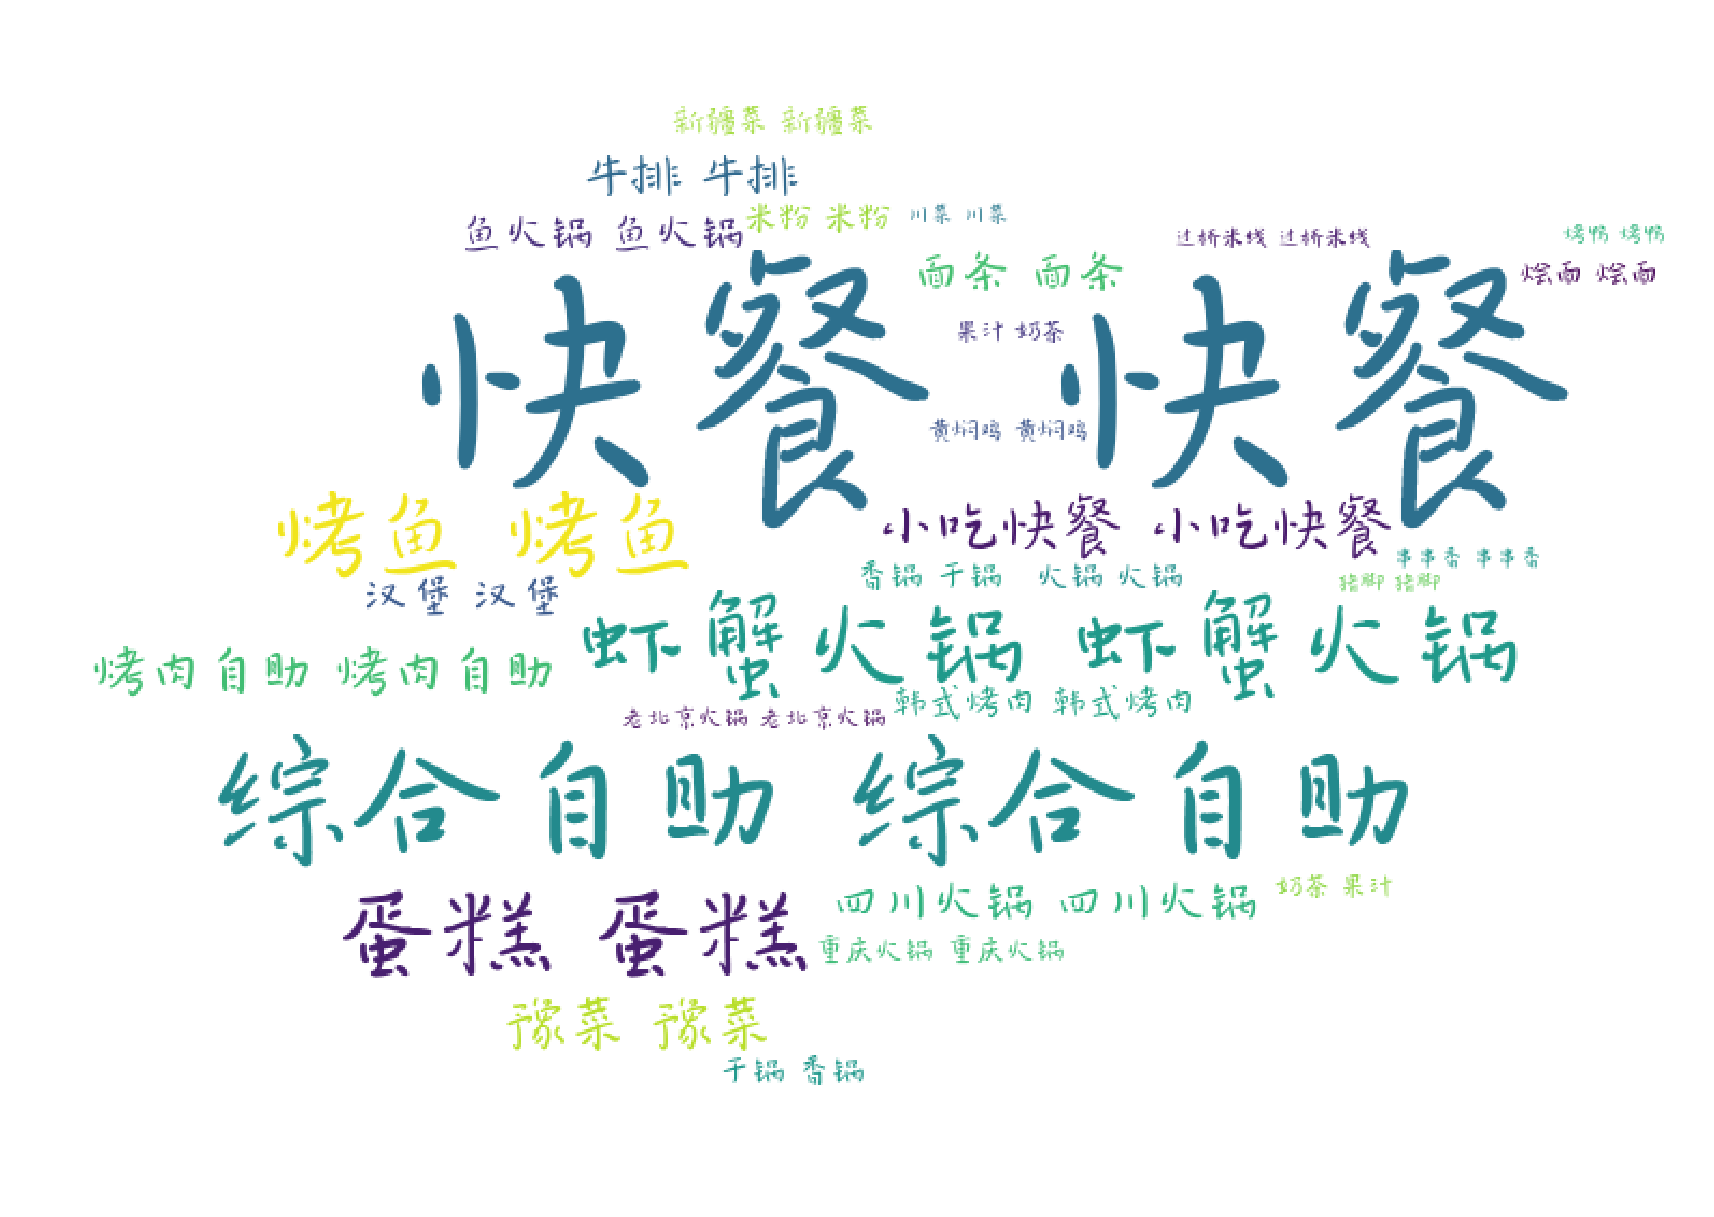 新疆菜 新疆菜
牛排 牛排
米粉 米粉
川菜 川菜
鱼火锅 鱼火锅
过桥米线 过桥米线
烤鸭 烤鸭
面条 面条
烩面 烩面
果汁 奶茶
快餐 快餐
黄焖鸡 黄焖鸡
烤鱼 烤鱼
小吃快餐 小吃快餐
串串香 串串香
香锅 干锅
火锅 火锅
猪脚 猪脚
汉堡 汉堡
虾蟹火锅 虾蟹火锅
烤肉自助 烤肉自助
韩式烤肉 韩式烤肉
老北京火锅 老北京火锅
综合自助 综合自助
奶茶 果汁
四川火锅 四川火锅
蛋糕 蛋糕
重庆火锅 重庆火锅
豫菜 豫菜
干锅 香锅